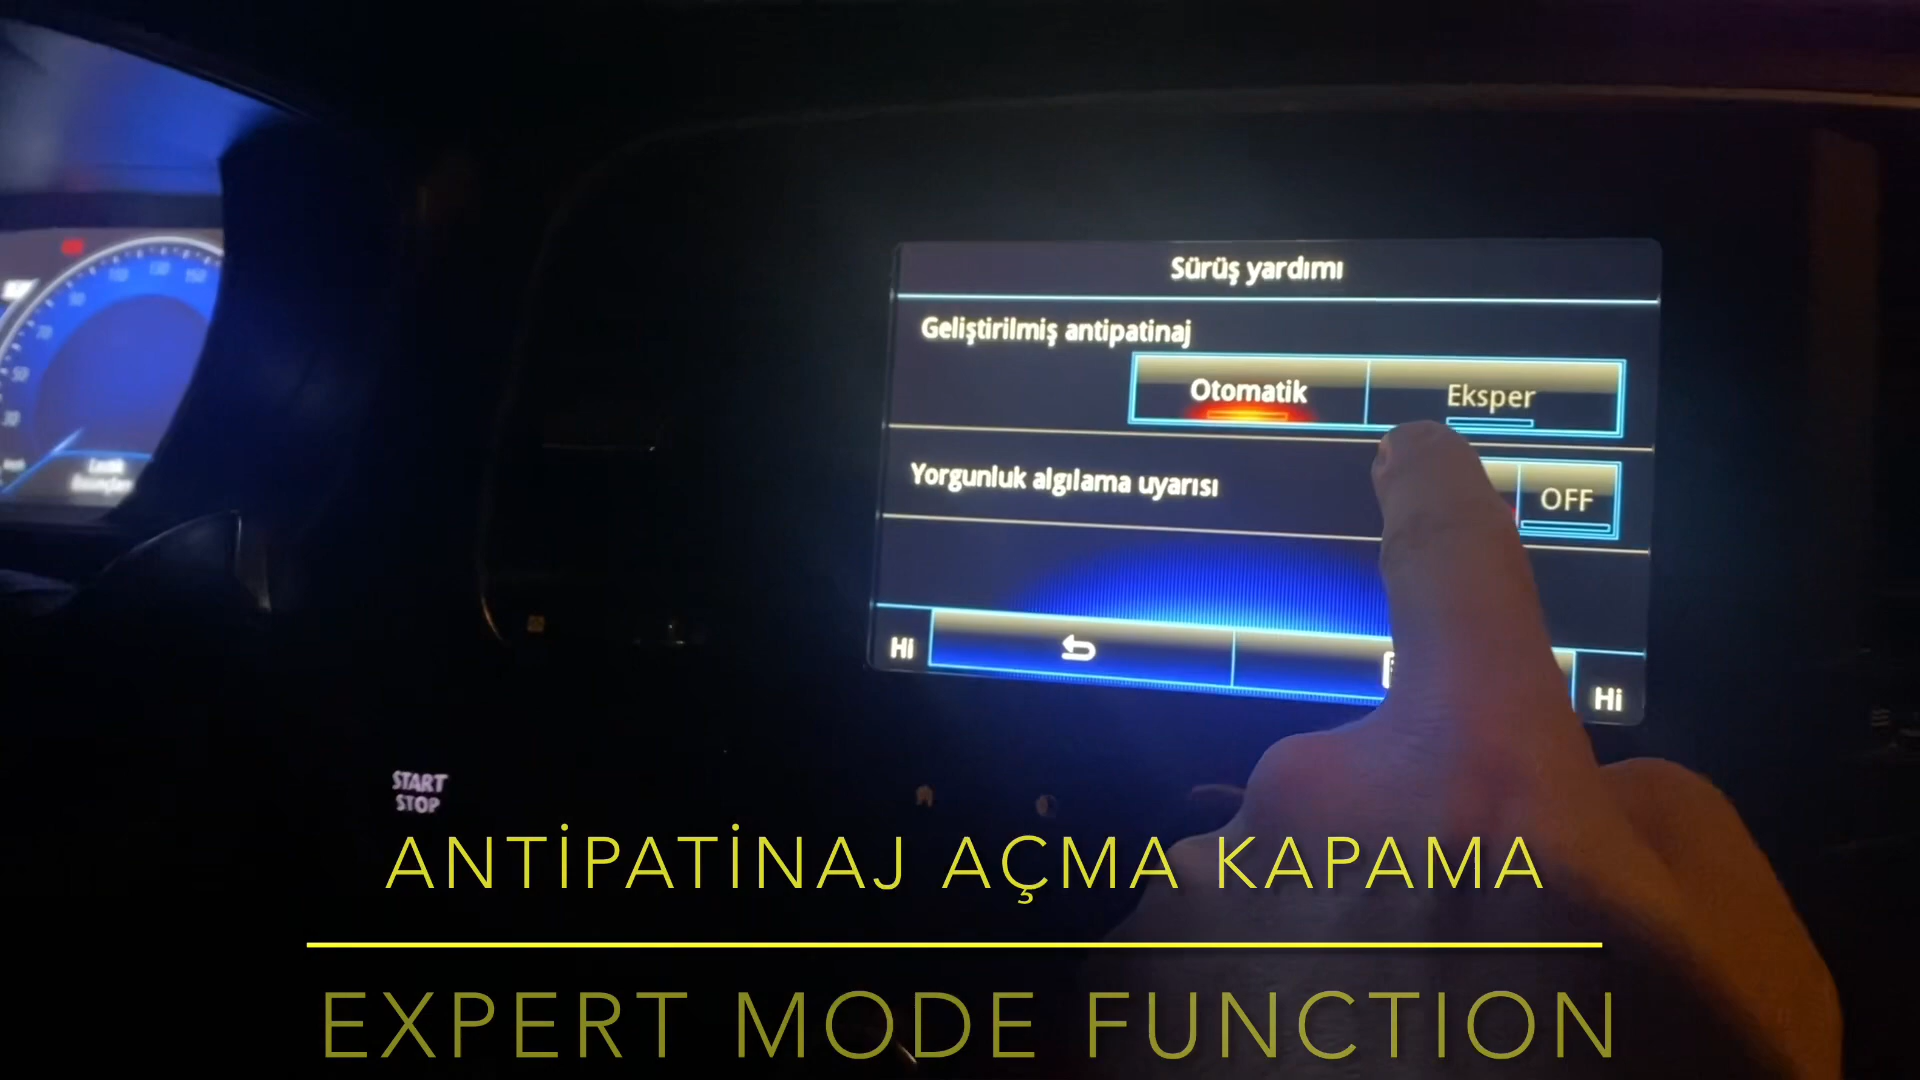 Sürüş yardımı
Geliştirilmiş antipatinaj
Otomatik
Eksper
Yorgunluk algılama uyarısı
OFF
Hi
Hi
START
STOP
ANTİPATİNAJ AÇMA KAPAMA
EXPERT MODE FUNCTION